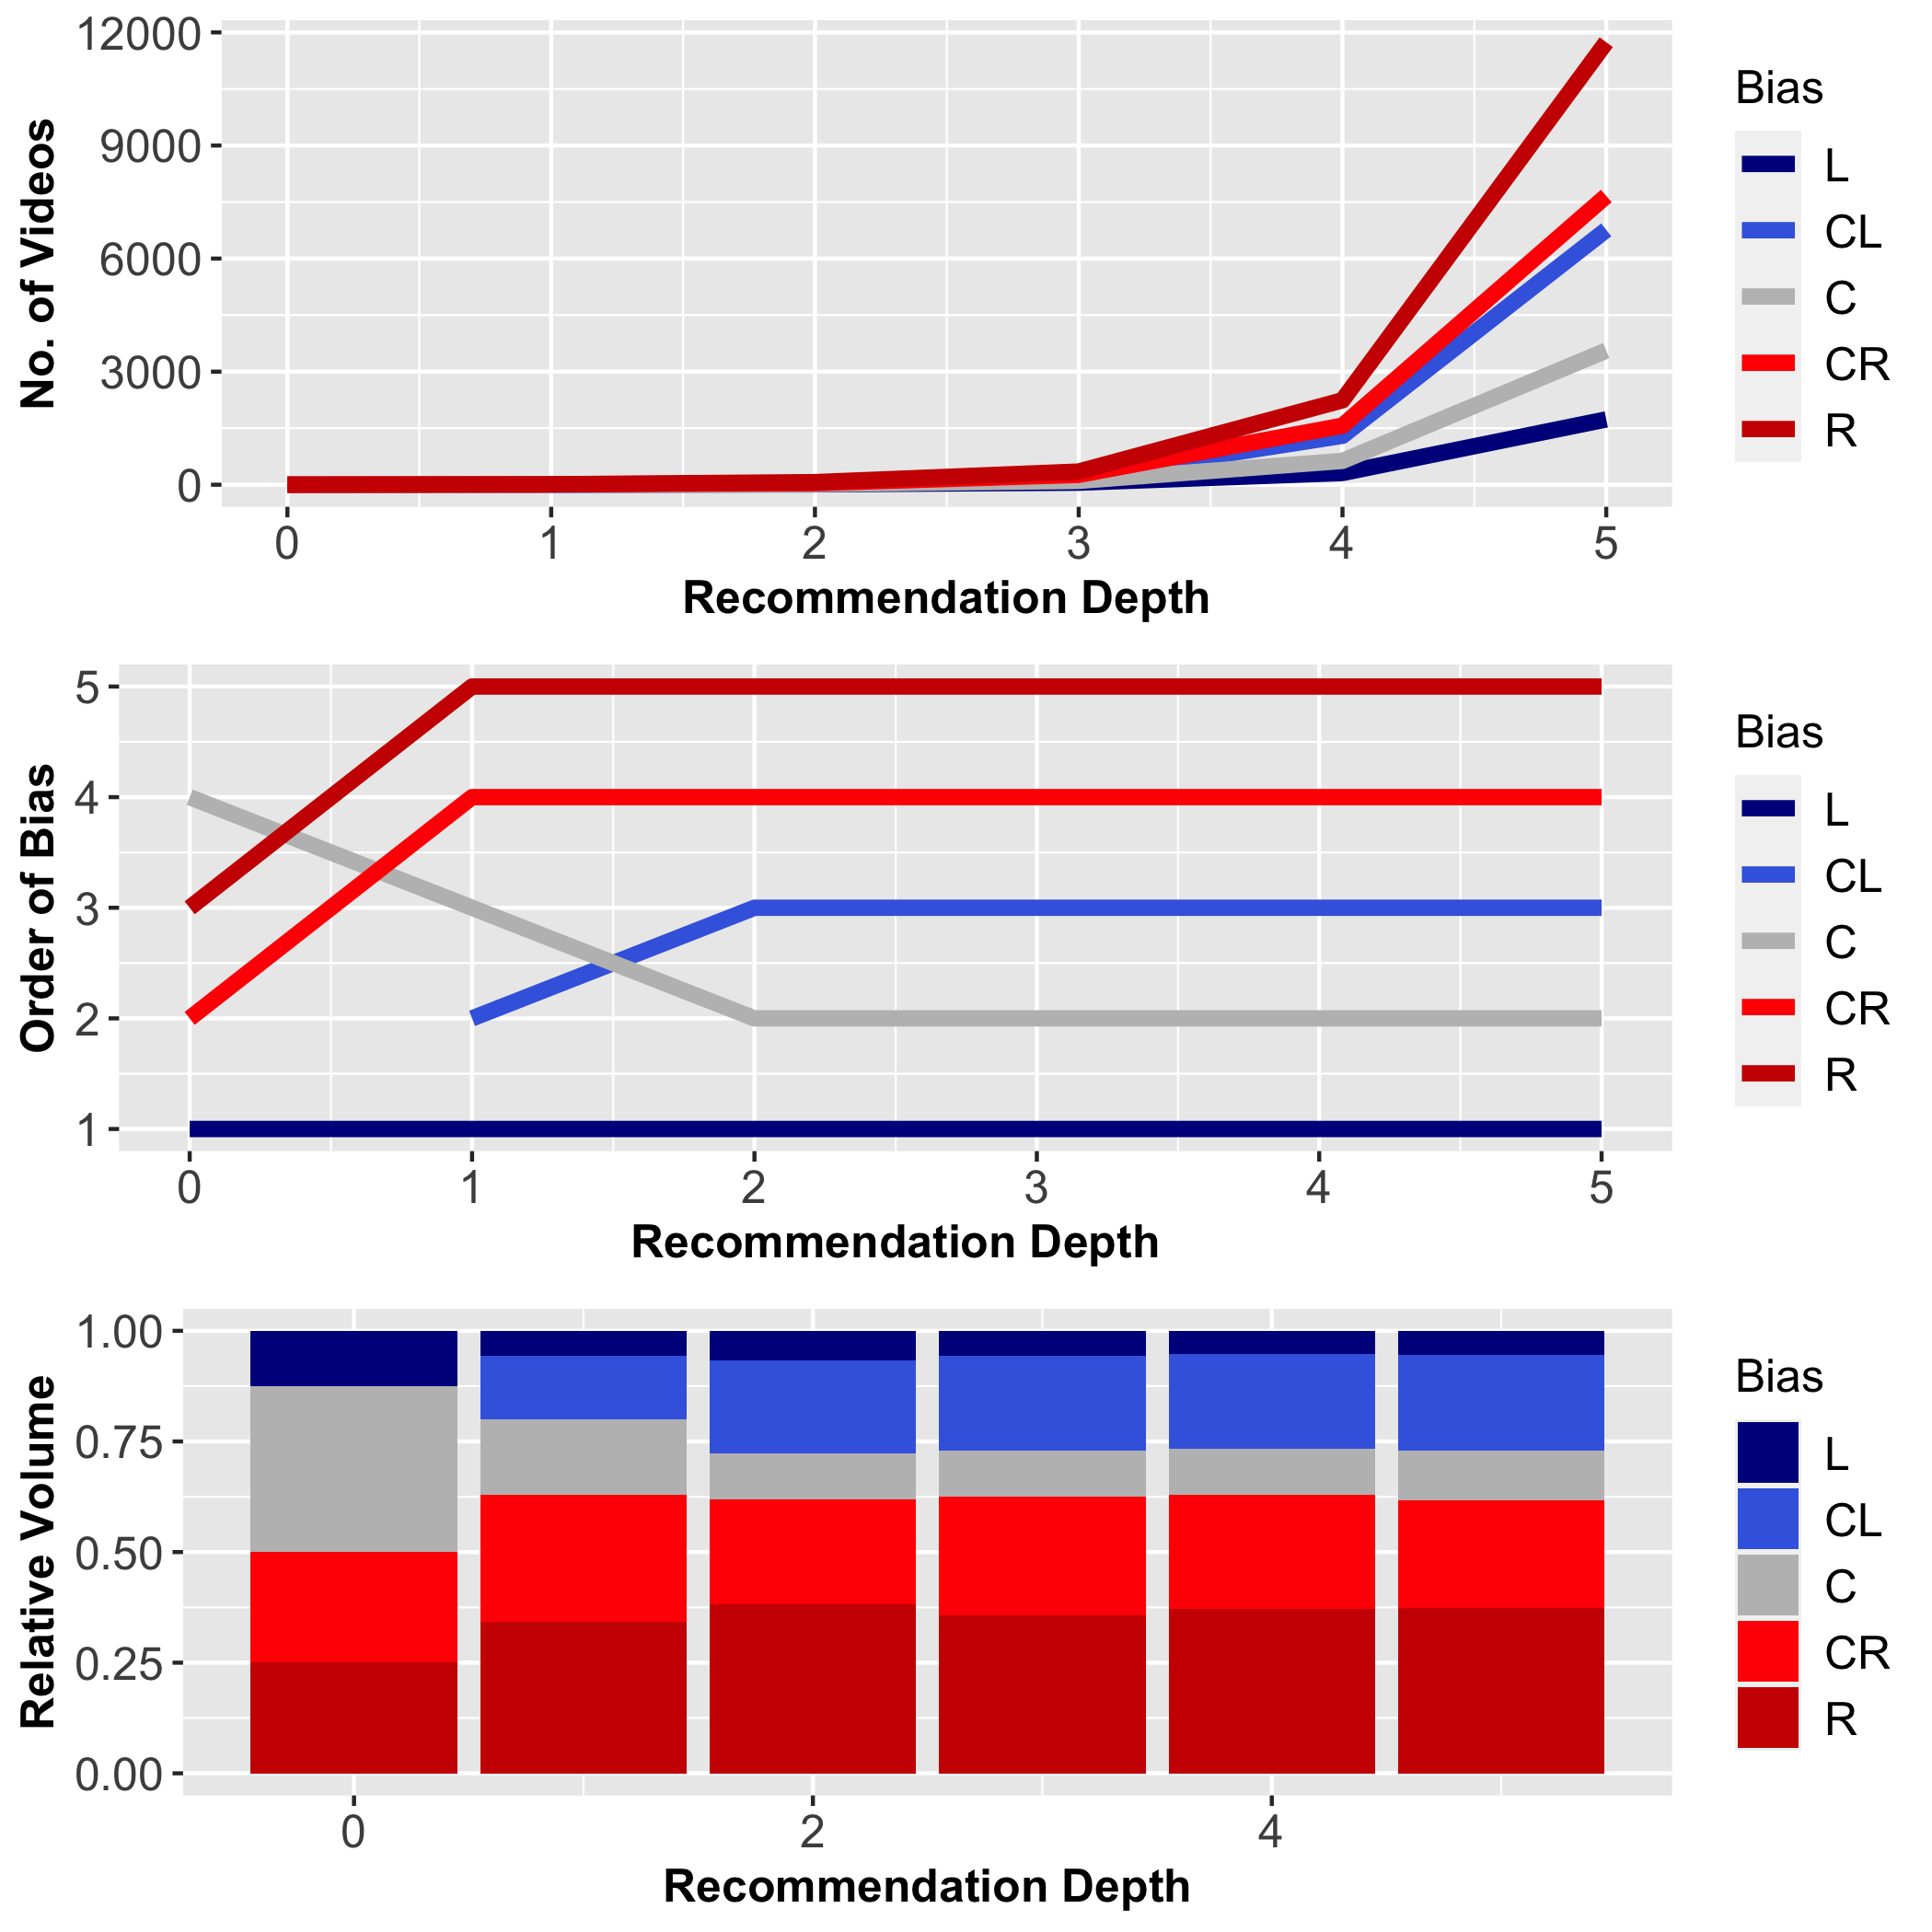 12000
9000
6000
3000
0
No. of Videos
0 1 2 3 4 5
Recommendation Depth
Bias
L
CL
C
CR
R
5
4
3
2
1
Order of Bias
0 1 2 3 4 5
Recommendation Depth
Bias
L
CL
C
CR
R
1.00
0.75
0.50
0.25
0.00
Relative Volume
0 2 4
Recommendation Depth
Bias
L
CL
C
CR
R